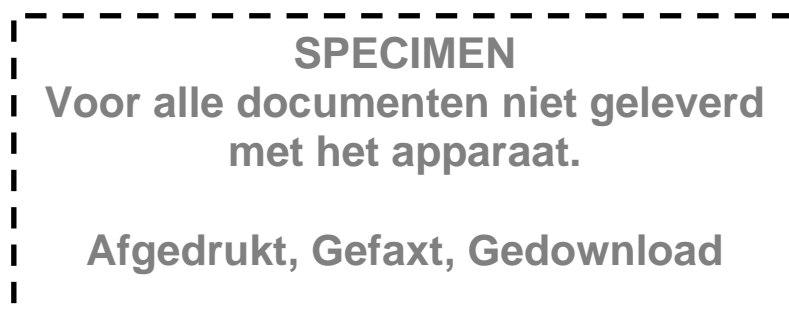 SPECIMEN
Voor alle documenten niet geleverd
met het apparaat.
Afgedrukt, Gefaxt, Gedownload